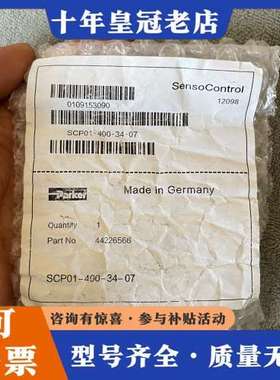 十年皇冠老店
SensoControl
12098
0109153090
SCP01-400-34-07
Parker
Made in Germany
Quantity
1
Part No
44226566
SCP01-400-34-07
可
票
咨询有惊喜·参与补贴活动
型号齐全·质量无忧